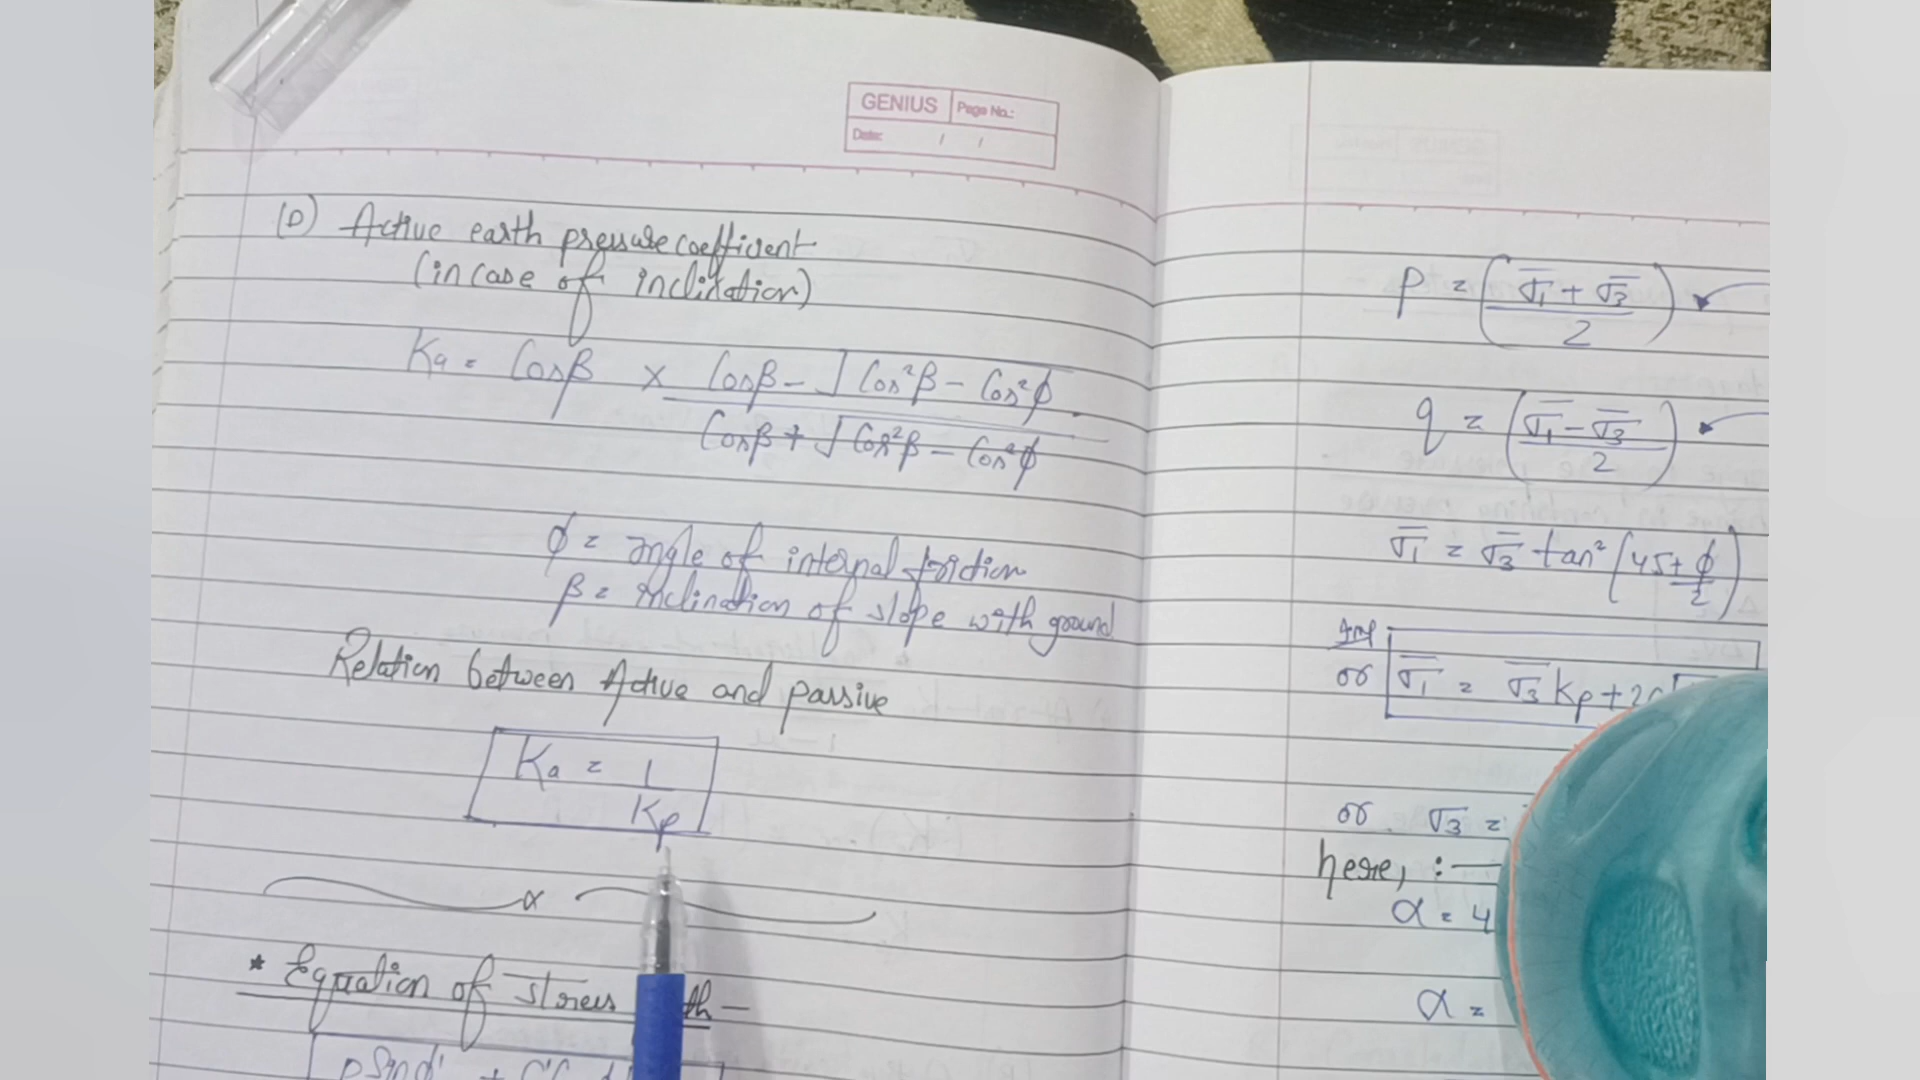 GENIUS Page No.:
Date: / /
(D) Active earth pressure coefficient
(in case of inclination)
Ka = Cosβ × (Cosβ - √Cos²β - Cos²φ) / (Cosβ + √Cos²β - Cos²φ)
φ = angle of internal friction
β = inclination of slope with ground
Relation between Active and passive
Ka = 1 / Kp
* Equation of stress
p = (σ̅1 + σ̅3 / 2)
q = (σ̅1 - σ̅3 / 2)
σ̅1 = σ̅3 tan² (45 + φ/2)
Imp
or σ̅1 = σ̅3 Kp + 2
or σ3 =
here, :—
α = 4
α =